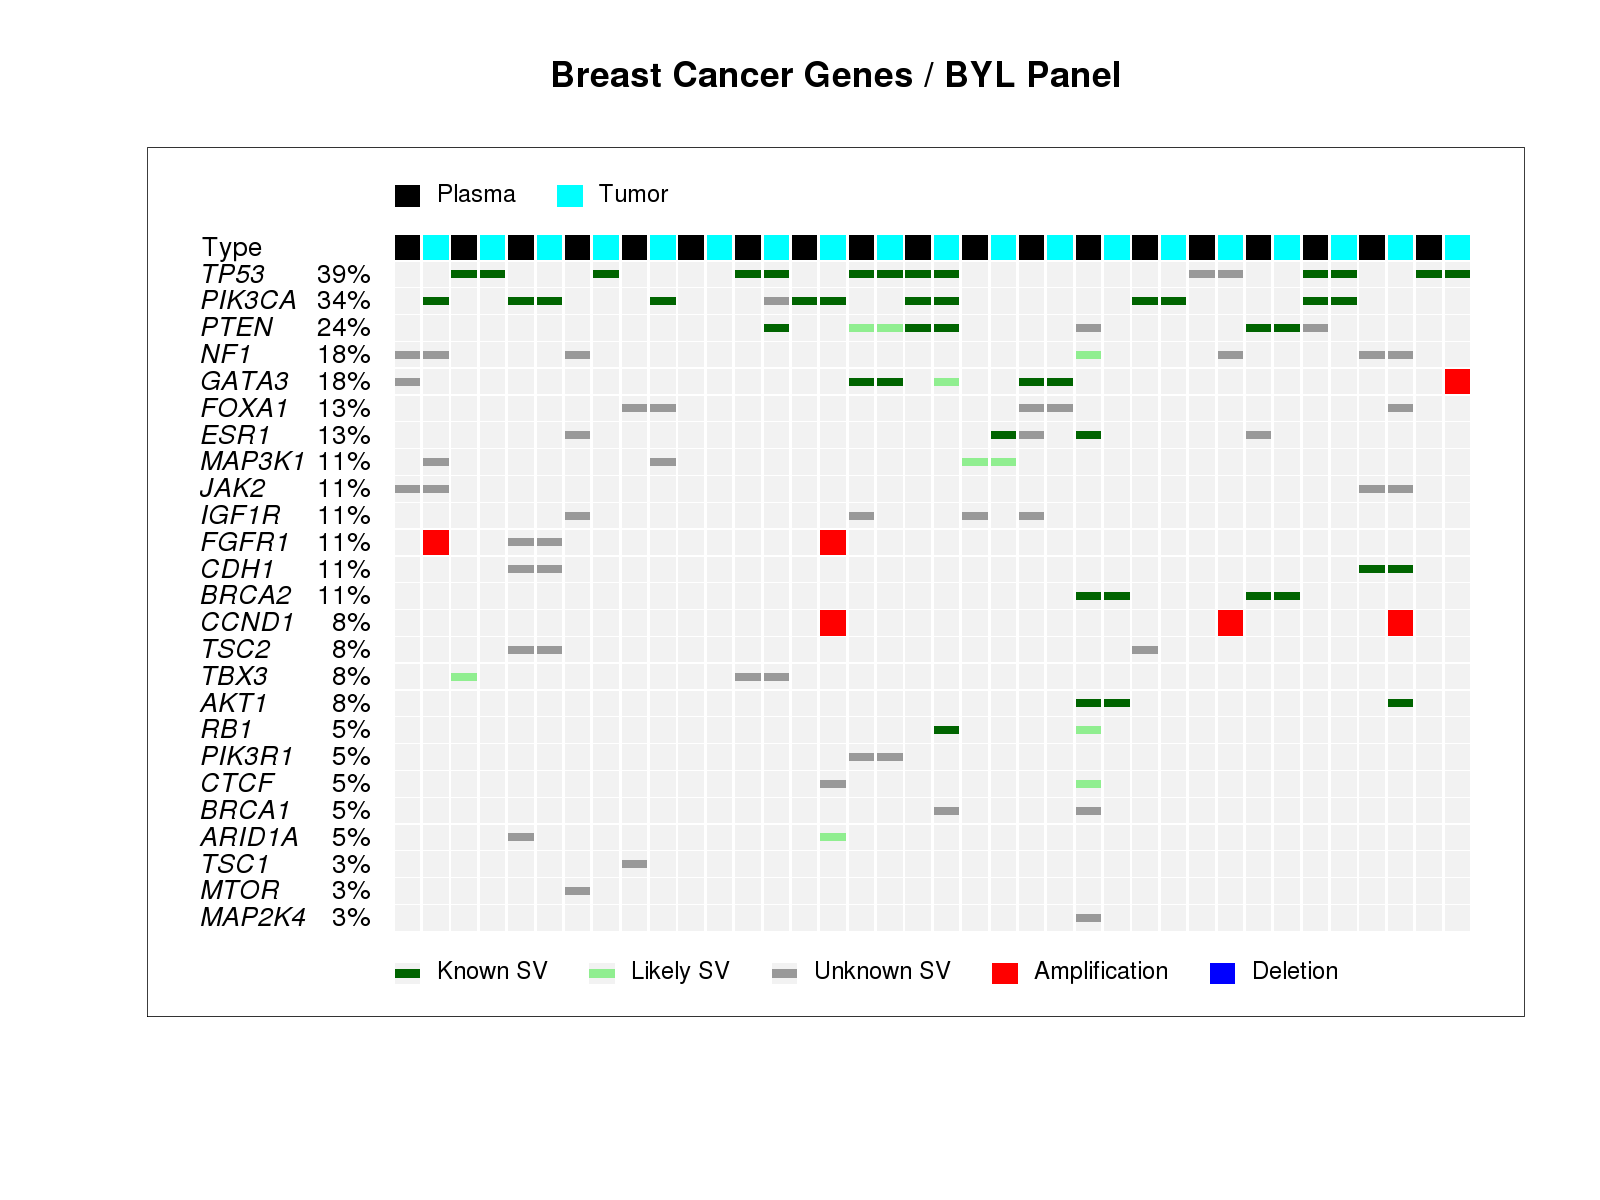 Breast Cancer Genes / BYL Panel
Plasma Tumor
Type
TP53 39%
PIK3CA 34%
PTEN 24%
NF1 18%
GATA3 18%
FOXA1 13%
ESR1 13%
MAP3K1 11%
JAK2 11%
IGF1R 11%
FGFR1 11%
CDH1 11%
BRCA2 11%
CCND1 8%
TSC2 8%
TBX3 8%
AKT1 8%
RB1 5%
PIK3R1 5%
CTCF 5%
BRCA1 5%
ARID1A 5%
TSC1 3%
MTOR 3%
MAP2K4 3%
Known SV Likely SV Unknown SV Amplification Deletion